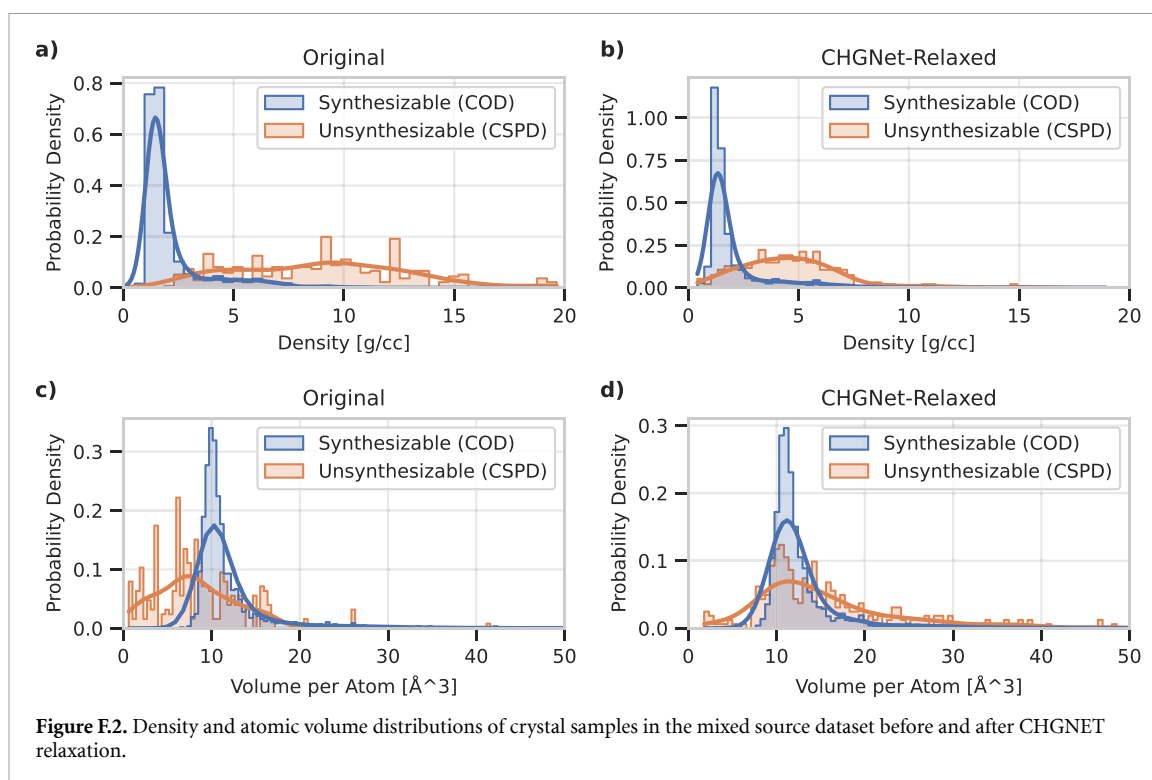 a)
Original
Probability Density
0.8
0.6
0.4
0.2
0.0
Synthesizable (COD)
Unsynthesizable (CSPD)
0 5 10 15 20
Density [g/cc]
b)
CHGNet-Relaxed
Probability Density
1.00
0.75
0.50
0.25
0.00
Synthesizable (COD)
Unsynthesizable (CSPD)
0 5 10 15 20
Density [g/cc]
c)
Original
Probability Density
0.3
0.2
0.1
0.0
Synthesizable (COD)
Unsynthesizable (CSPD)
0 10 20 30 40 50
Volume per Atom [Å^3]
d)
CHGNet-Relaxed
Probability Density
0.3
0.2
0.1
0.0
Synthesizable (COD)
Unsynthesizable (CSPD)
0 10 20 30 40 50
Volume per Atom [Å^3]
Figure F.2. Density and atomic volume distributions of crystal samples in the mixed source dataset before and after CHGNET
relaxation.